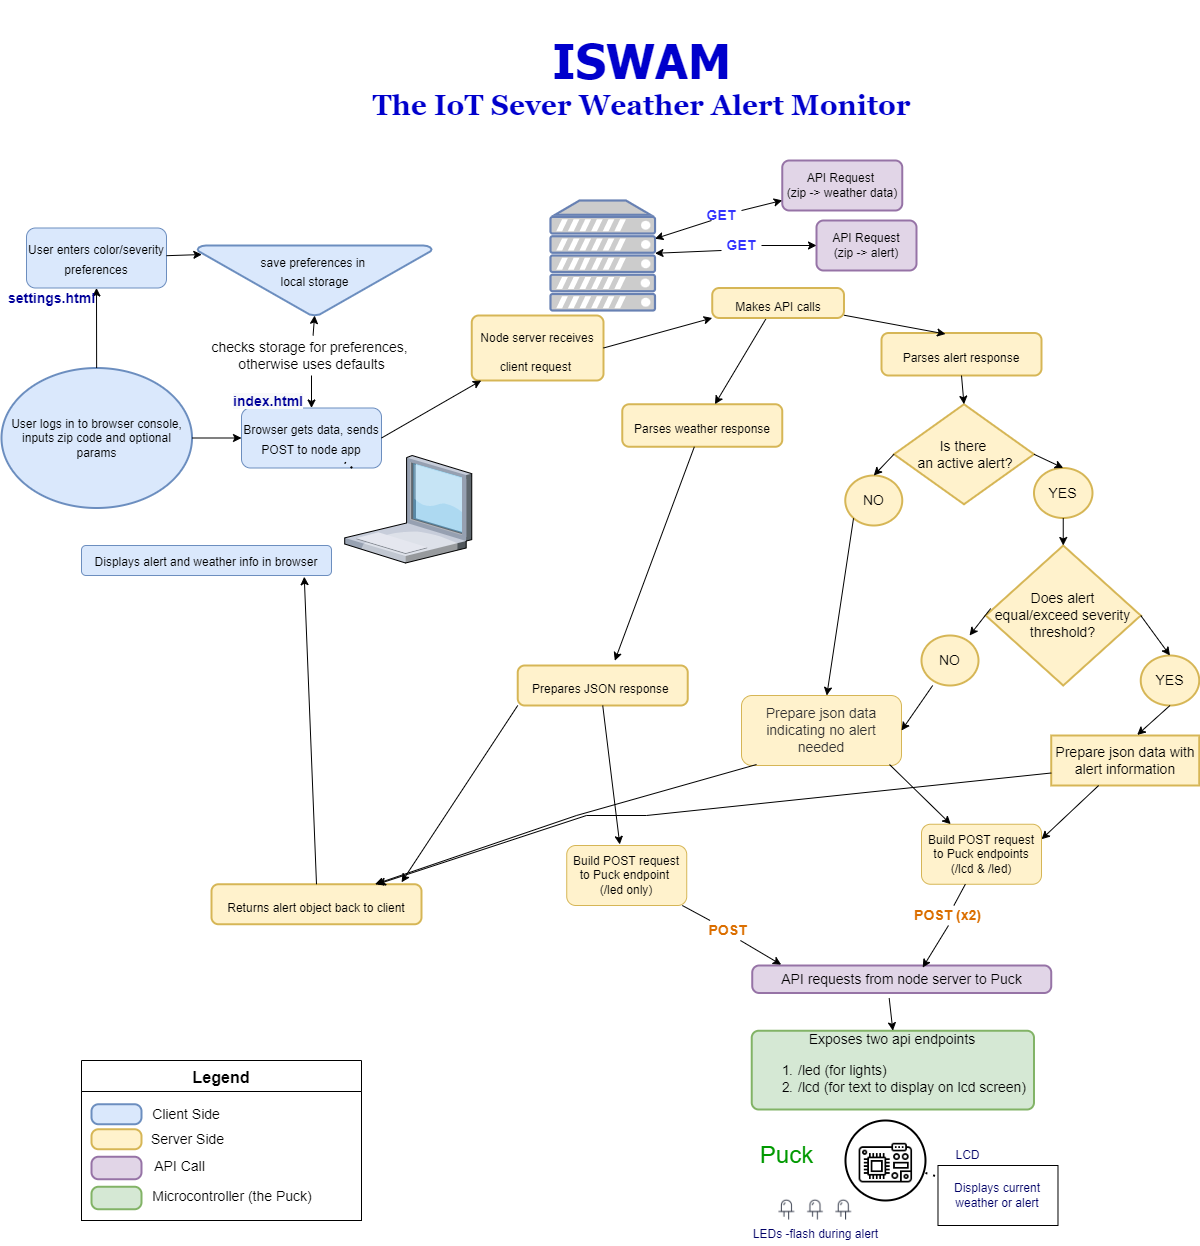 ISWAM
The IoT Sever Weather Alert Monitor
API Request
(zip -> weather data)
GET
API Request
(zip -> alert)
GET
User enters color/severity
preferences
settings.html
save preferences in
local storage
checks storage for preferences,
otherwise uses defaults
index.html
User logs in to browser console,
inputs zip code and optional
params
Browser gets data, sends
POST to node app
Node server receives
client request
Makes API calls
Parses alert response
Parses weather response
Is there
an active alert?
NO
YES
Displays alert and weather info in browser
Does alert
equal/exceed severity
threshold?
NO
YES
Prepares JSON response
Prepare json data
indicating no alert
needed
Prepare json data with
alert information
Build POST request
to Puck endpoint
(/led only)
Build POST request
to Puck endpoints
(/lcd & /led)
Returns alert object back to client
POST
POST (x2)
API requests from node server to Puck
Exposes two api endpoints
1. /led (for lights)
2. /lcd (for text to display on lcd screen)
Legend
Client Side
Server Side
API Call
Microcontroller (the Puck)
Puck
LCD
Displays current
weather or alert
LEDs -flash during alert